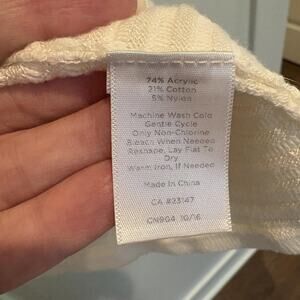 74% Acrylic
21% Cotton
5% Nylon
Machine Wash Cold
Gentle Cycle
Only Non-Chlorine
Bleach When Needed
Reshape, Lay Flat To
Dry
Warm Iron, If Needed
Made In China
CA #23147
CN904 10/16